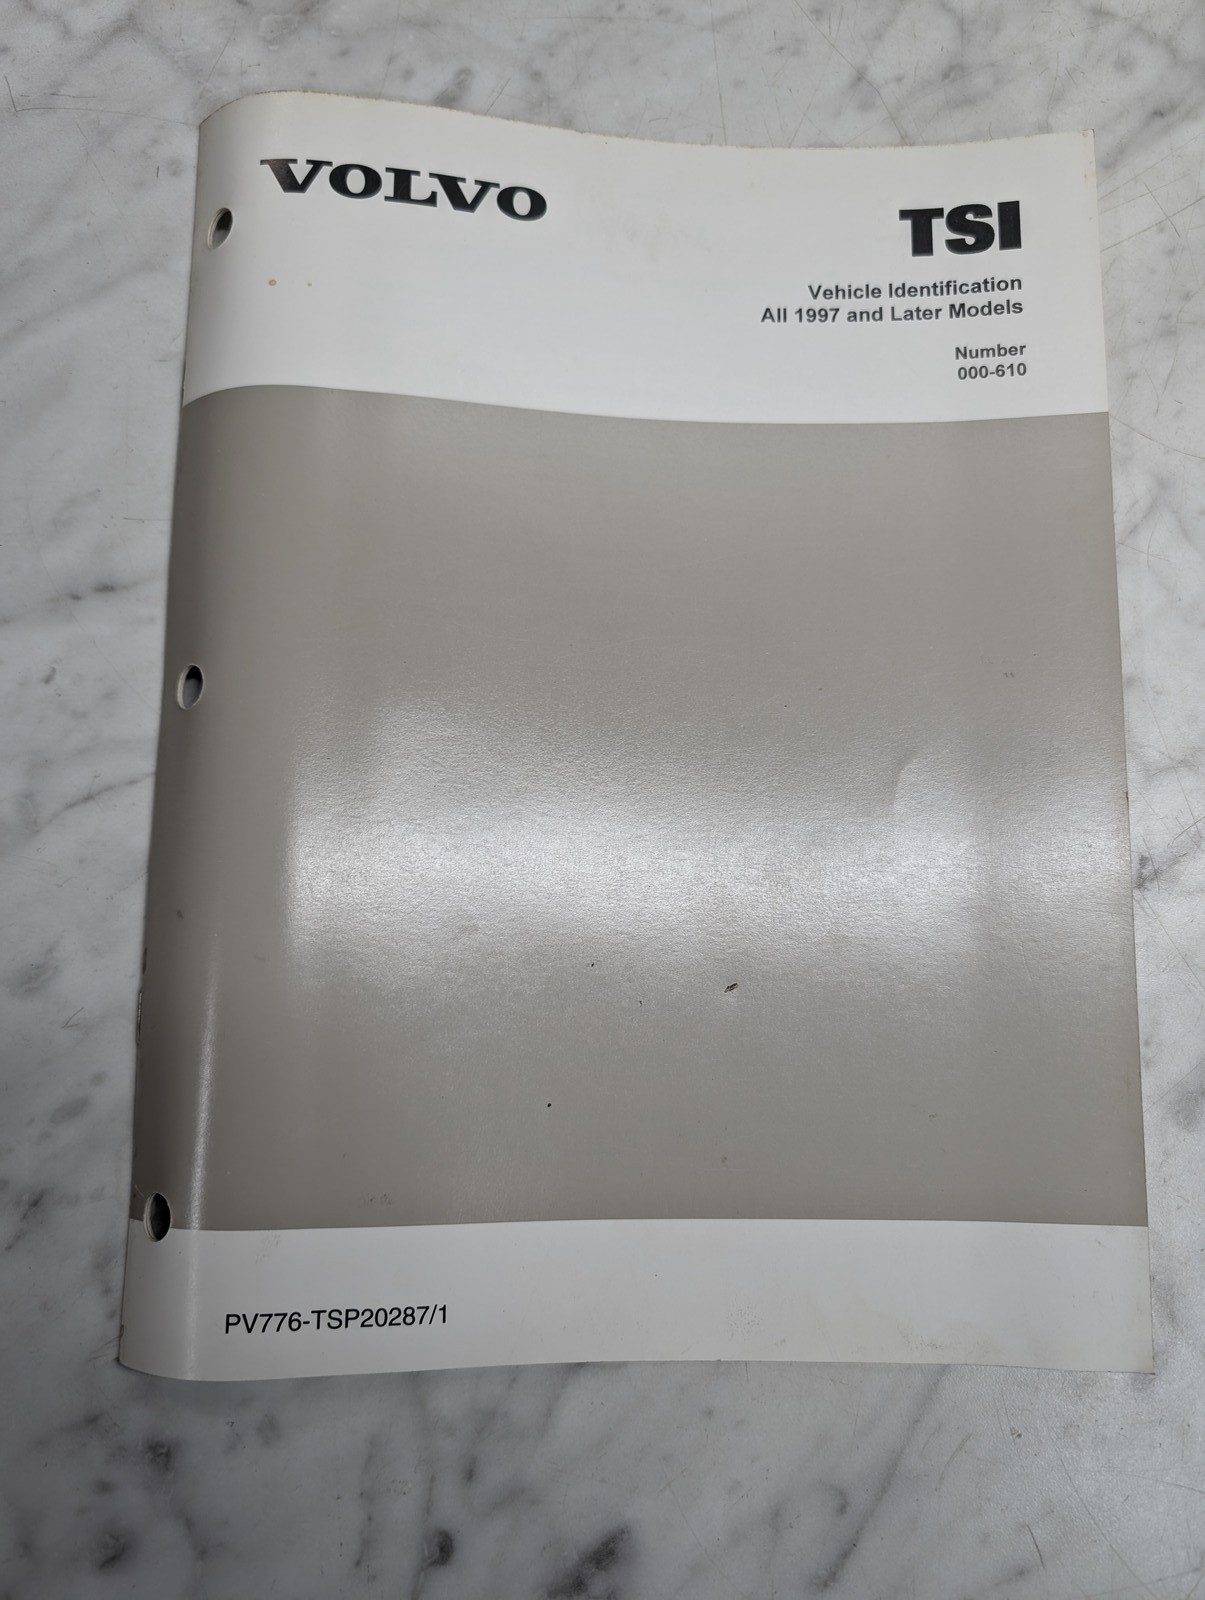 VOLVO
TSI
Vehicle Identification
All 1997 and Later Models
Number
000-610
PV776-TSP20287/1